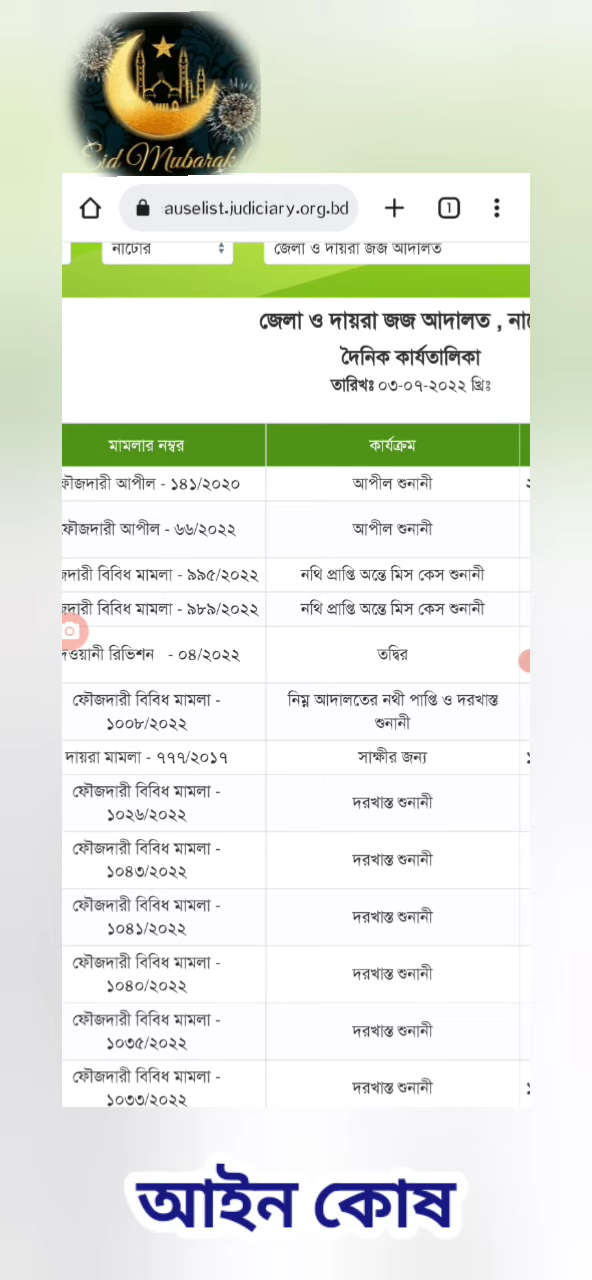 Eid Mubarak
auselist.judiciary.org.bd
1
নাটোর
জেলা ও দায়রা জজ আদালত
জেলা ও দায়রা জজ আদালত ,
দৈনিক কার্যতালিকা
তারিখঃ ০৩-০৭-২০২২ খ্রিঃ
মামলার নম্বর কার্যক্রম
ফৌজদারী আপীল - ১৪১/২০২০ আপীল শুনানী
ফৌজদারী আপীল - ৬৬/২০২২ আপীল শুনানী
জদারী বিবিধ মামলা - ৯৯৫/২০২২ নথি প্রাপ্তি অন্তে মিস কেস শুনানী
জদারী বিবিধ মামলা - ৯৮৯/২০২২ নথি প্রাপ্তি অন্তে মিস কেস শুনানী
দেওয়ানী রিভিশন - ০৪/২০২২ তদ্বির
ফৌজদারী বিবিধ মামলা - নিম্ন আদালতের নথী পাপ্তি ও দরখাস্ত
১০০৮/২০২২ শুনানী
দায়রা মামলা - ৭৭৭/২০১৭ সাক্ষীর জন্য
ফৌজদারী বিবিধ মামলা -
১০২৬/২০২২ দরখাস্ত শুনানী
ফৌজদারী বিবিধ মামলা -
১০৪৩/২০২২ দরখাস্ত শুনানী
ফৌজদারী বিবিধ মামলা -
১০৪১/২০২২ দরখাস্ত শুনানী
ফৌজদারী বিবিধ মামলা -
১০৪০/২০২২ দরখাস্ত শুনানী
ফৌজদারী বিবিধ মামলা -
১০৩৫/২০২২ দরখাস্ত শুনানী
ফৌজদারী বিবিধ মামলা -
১০৩৩/২০২২ দরখাস্ত শুনানী
আইন কোষ